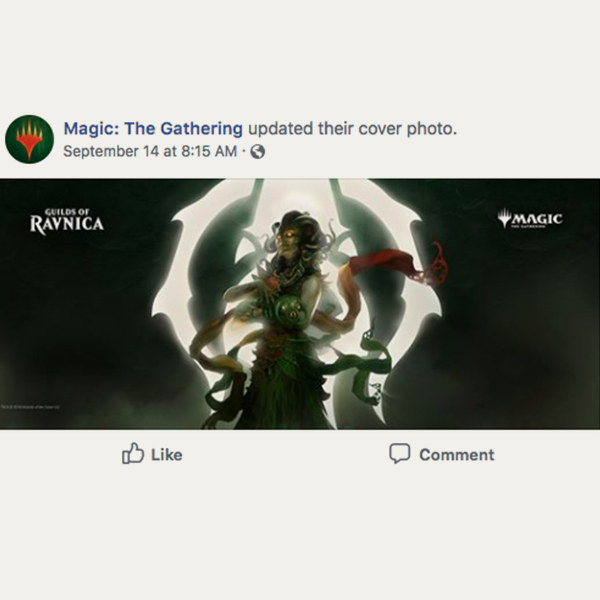 Magic: The Gathering updated their cover photo.
September 14 at 8:15 AM ·
GUILDS OF
RAVNICA
MAGIC
THE GATHERING
Like
Comment